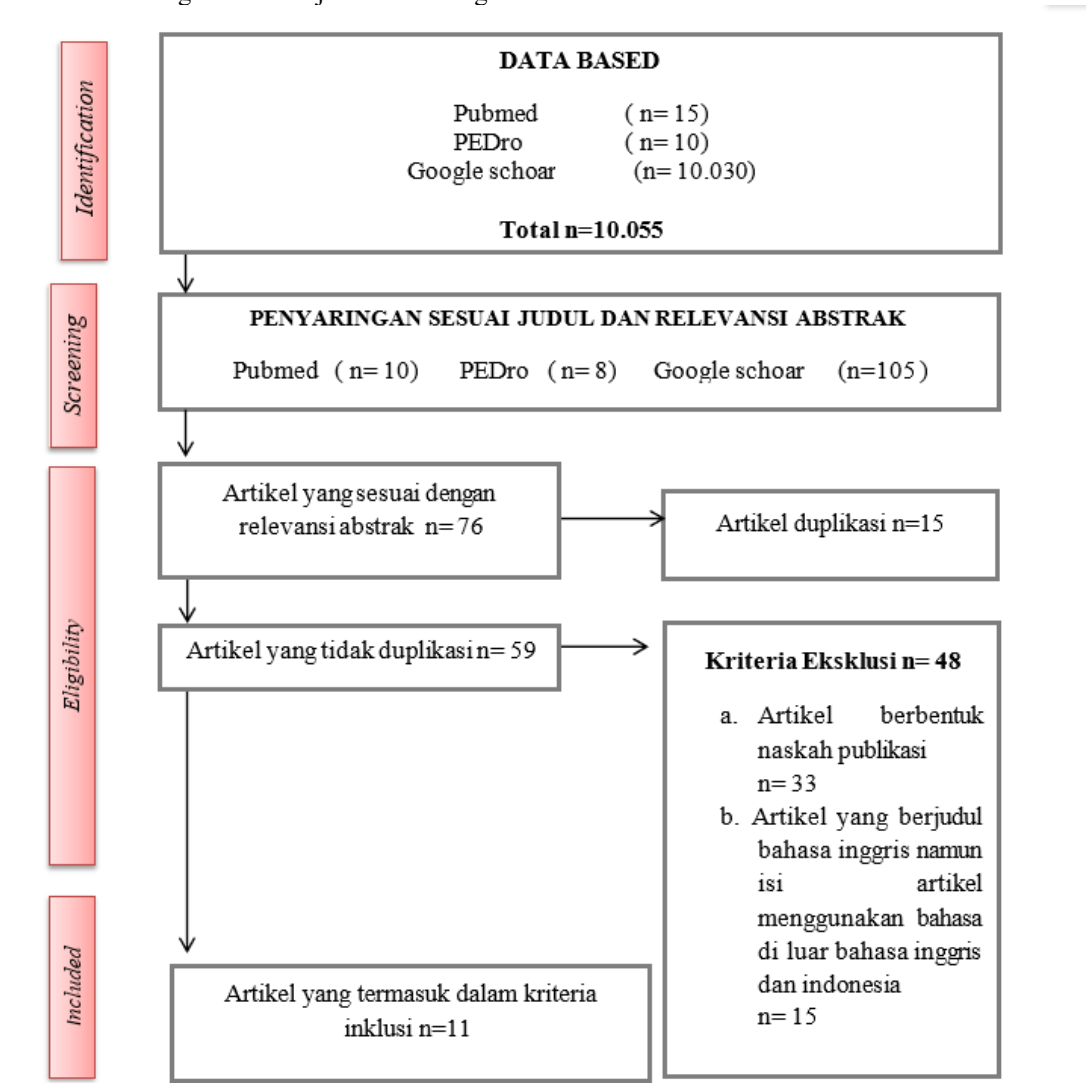 Identification
DATA BASED
Pubmed ( n= 15)
PEDro ( n= 10)
Google schoar (n= 10.030)
Total n=10.055
Screening
PENYARINGAN SESUAI JUDUL DAN RELEVANSI ABSTRAK
Pubmed ( n= 10) PEDro ( n= 8) Google schoar (n=105 )
Eligibility
Artikel yang sesuai dengan
relevansi abstrak n= 76
Artikel duplikasi n=15
Artikel yang tidak duplikasi n= 59
Kriteria Eksklusi n= 48
a. Artikel berbentuk
naskah publikasi
n= 33
b. Artikel yang berjudul
bahasa inggris namun
isi artikel
menggunakan bahasa
di luar bahasa inggris
dan indonesia
n= 15
Included
Artikel yang termasuk dalam kriteria
inklusi n=11